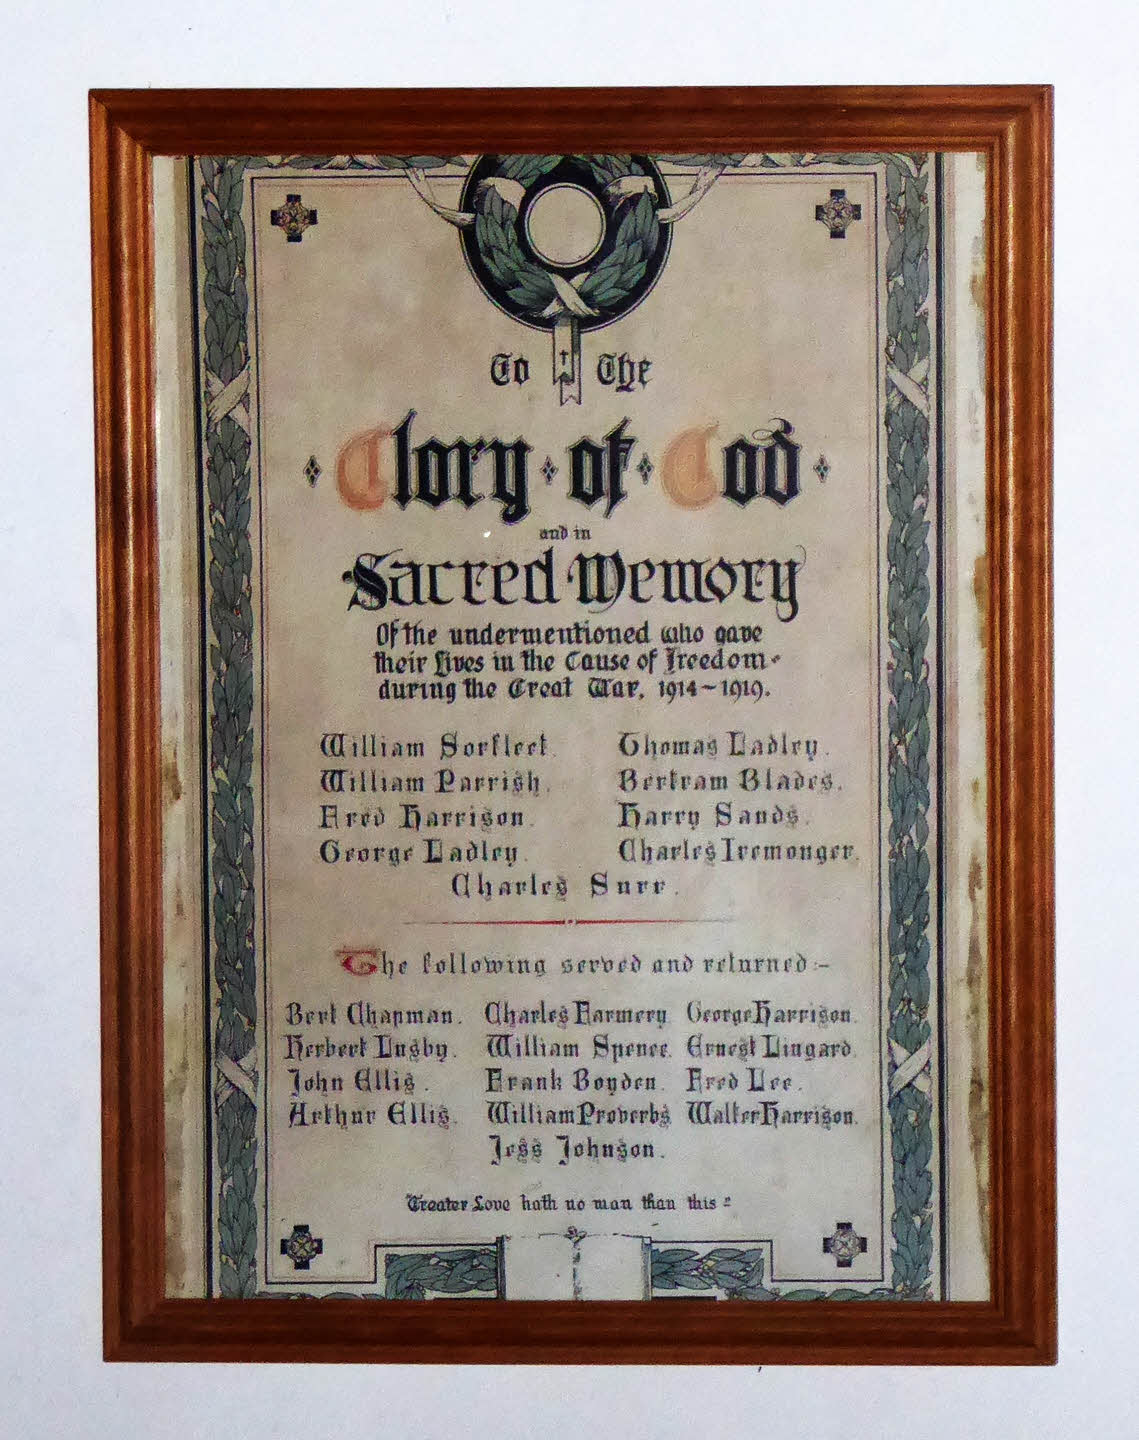 To The
Glory of God
and in
Sacred Memory
Of the undermentioned who gave
their Lives in the Cause of Freedom
during the Great War, 1914~1919.
William Sorfleet. Thomas Ladley.
William Parrish. Bertram Blades.
Fred Harrison. Harry Sands.
George Ladley. Charles Iremonger.
Charles Surr.
The following served and returned:-
Bert Chapman. Charles Farmery. George Harrison.
Herbert Lusby. William Spence. Ernest Lingard.
John Ellis. Frank Boyden. Fred Lee.
Arthur Ellis. William Proverbs. Walter Harrison.
Jess Johnson.
Greater Love hath no man than this